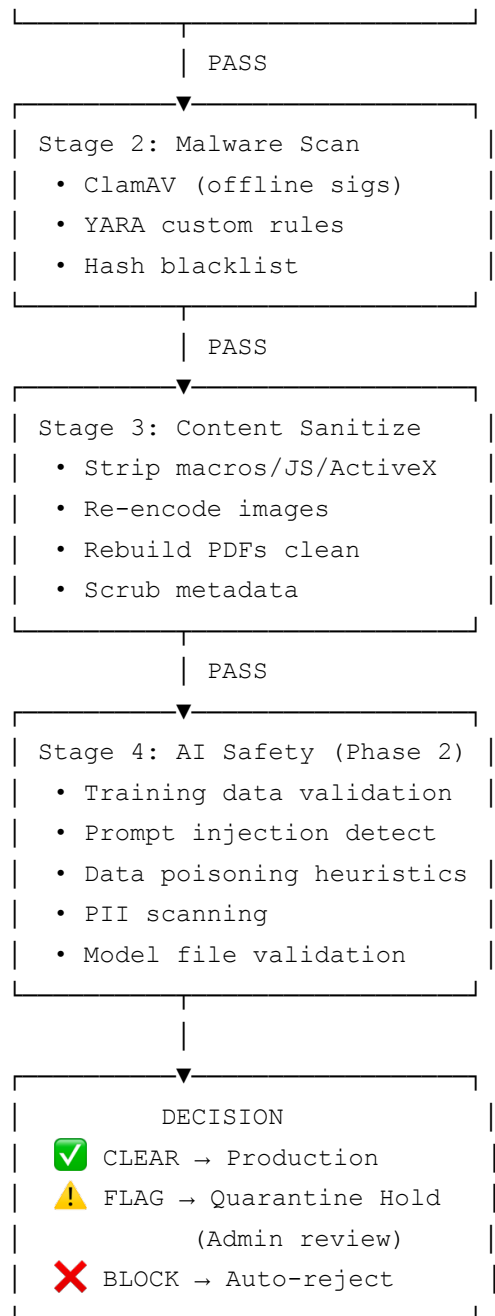 PASS
Stage 2: Malware Scan
• ClamAV (offline sigs)
• YARA custom rules
• Hash blacklist
PASS
Stage 3: Content Sanitize
• Strip macros/JS/ActiveX
• Re-encode images
• Rebuild PDFs clean
• Scrub metadata
PASS
Stage 4: AI Safety (Phase 2)
• Training data validation
• Prompt injection detect
• Data poisoning heuristics
• PII scanning
• Model file validation
DECISION
✅ CLEAR → Production
⚠️ FLAG → Quarantine Hold
(Admin review)
❌ BLOCK → Auto-reject